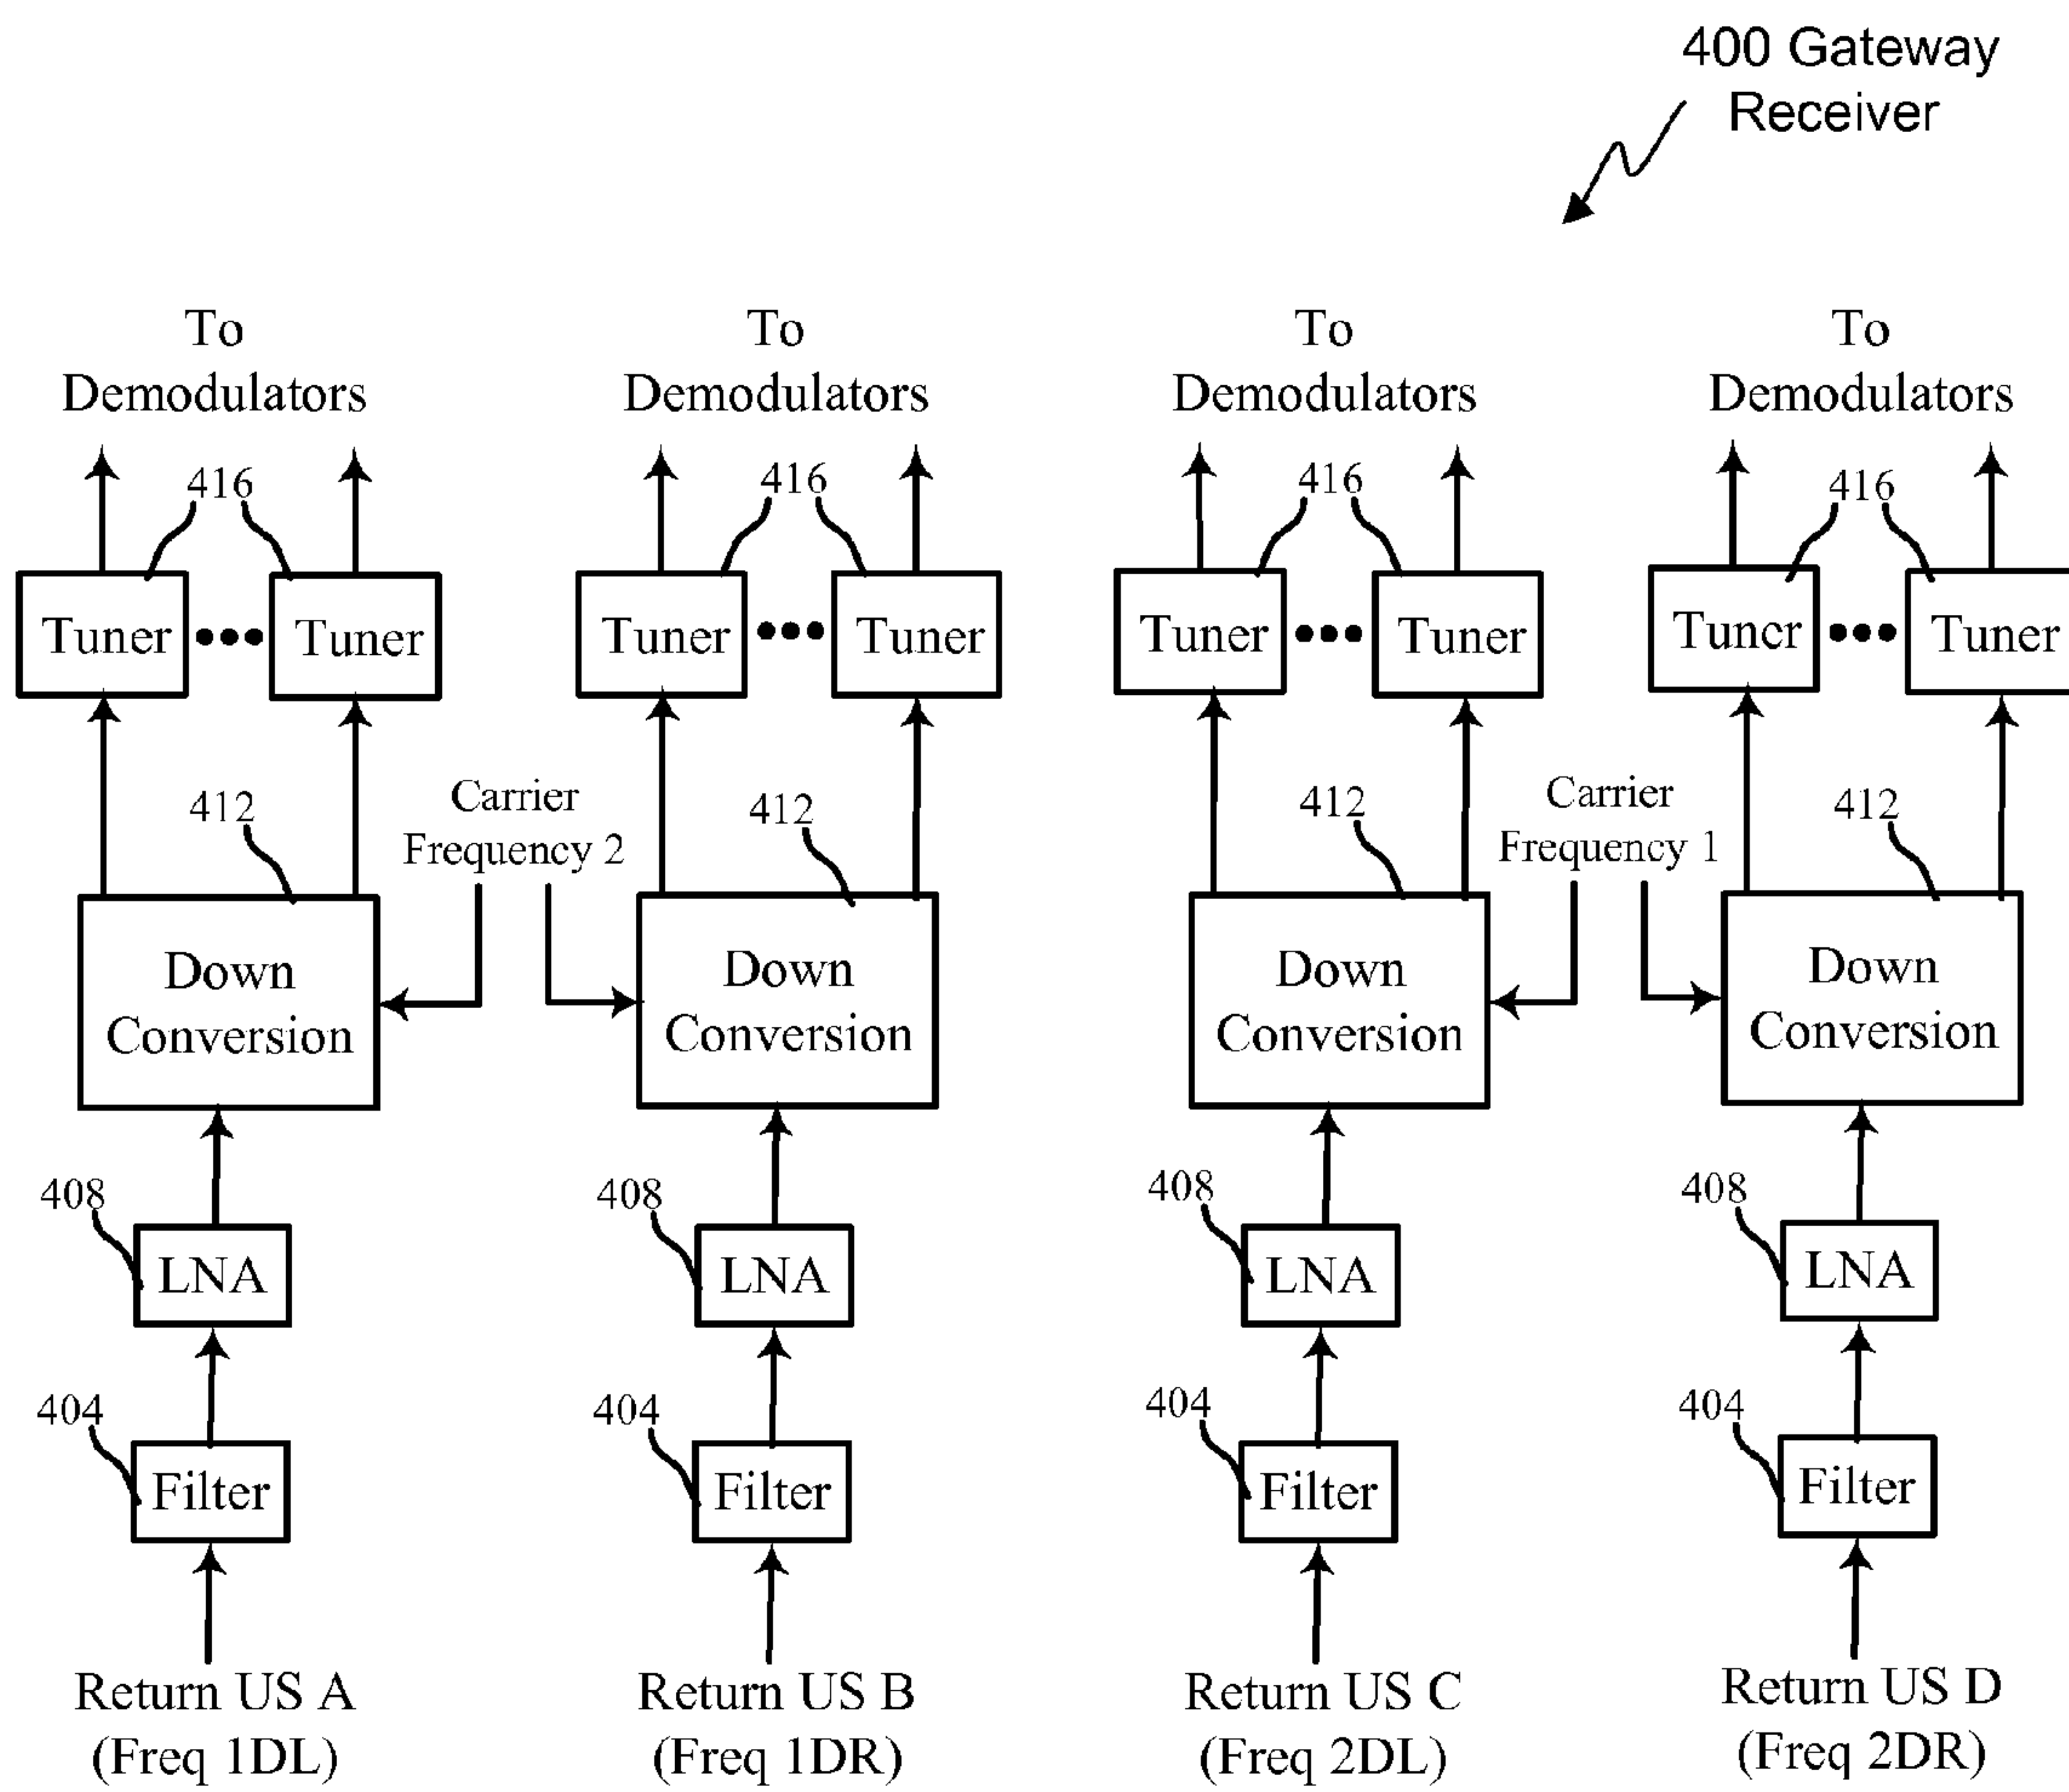 400 Gateway
Receiver
To
Demodulators
To
Demodulators
To
Demodulators
To
Demodulators
416
416
416
416
Tuner
Tuner
Tuner
Tuner
Tuner
Tuner
Tuner
Tuner
412
Carrier
Frequency 2
412
412
Carrier
Frequency 1
412
Down
Conversion
Down
Conversion
Down
Conversion
Down
Conversion
408
408
408
408
LNA
LNA
LNA
LNA
404
404
404
404
Filter
Filter
Filter
Filter
Return US A
(Freq 1DL)
Return US B
(Freq 1DR)
Return US C
(Freq 2DL)
Return US D
(Freq 2DR)